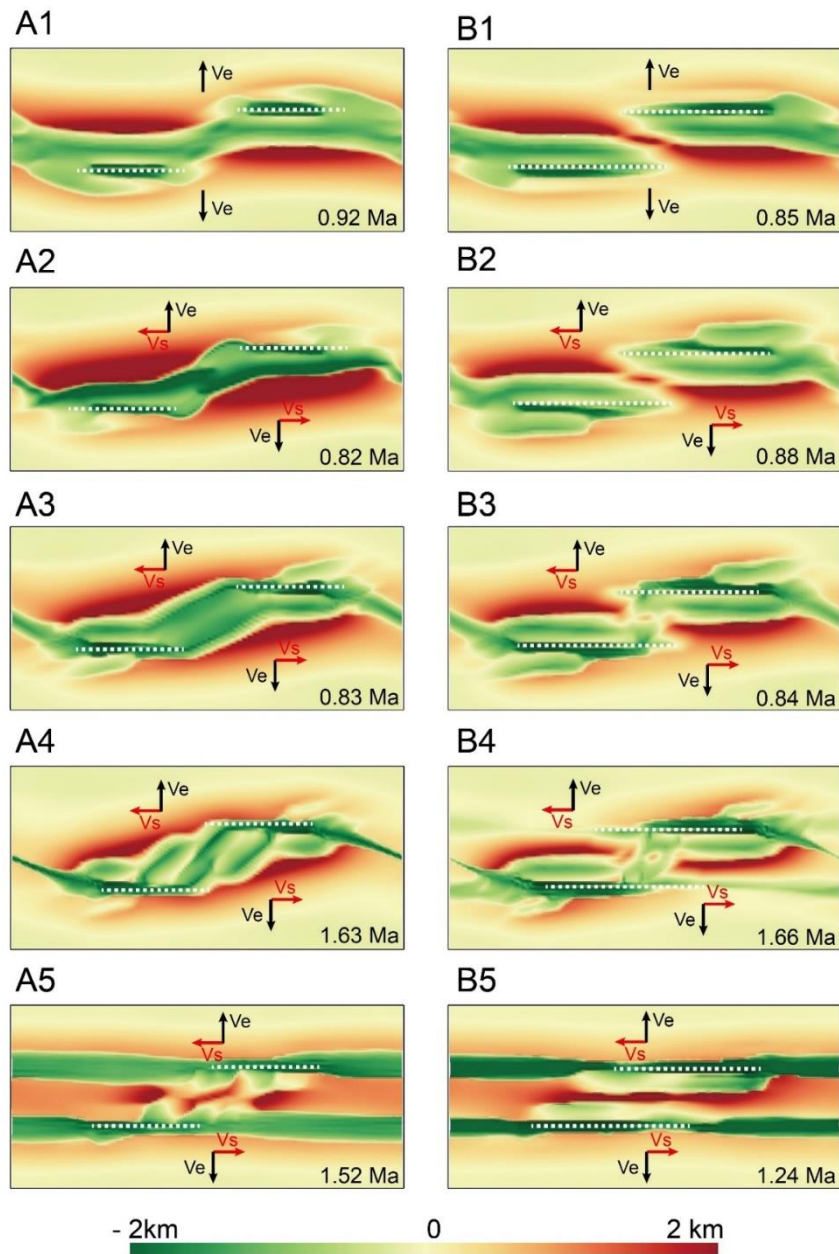 A1
Ve
Ve
0.92 Ma
B1
Ve
Ve
0.85 Ma
A2
Ve
Vs
Vs
Ve
0.82 Ma
B2
Ve
Vs
Vs
Ve
0.88 Ma
A3
Ve
Vs
Vs
Ve
0.83 Ma
B3
Ve
Vs
Vs
Ve
0.84 Ma
A4
Ve
Vs
Vs
Ve
1.63 Ma
B4
Ve
Vs
Vs
Ve
1.66 Ma
A5
Ve
Vs
Vs
Ve
1.52 Ma
B5
Ve
Vs
Vs
Ve
1.24 Ma
- 2km 0 2 km